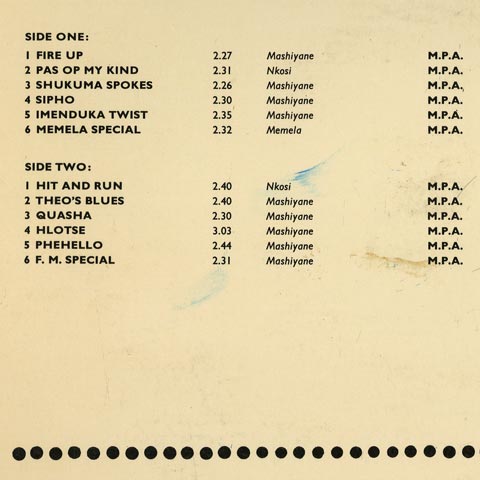 SIDE ONE:
1 FIRE UP 2.27 Mashiyane M.P.A.
2 PAS OP MY KIND 2.31 Nkosi M.P.A.
3 SHUKUMA SPOKES 2.26 Mashiyane M.P.A.
4 SIPHO 2.30 Mashiyane M.P.A.
5 IMENDUKA TWIST 2.35 Mashiyane M.P.A.
6 MEMELA SPECIAL 2.32 Memela M.P.A.
SIDE TWO:
1 HIT AND RUN 2.40 Nkosi M.P.A.
2 THEO'S BLUES 2.40 Mashiyane M.P.A.
3 QUASHA 2.30 Mashiyane M.P.A.
4 HLOTSE 3.03 Mashiyane M.P.A.
5 PHEHELLO 2.44 Mashiyane M.P.A.
6 F. M. SPECIAL 2.31 Mashiyane M.P.A.